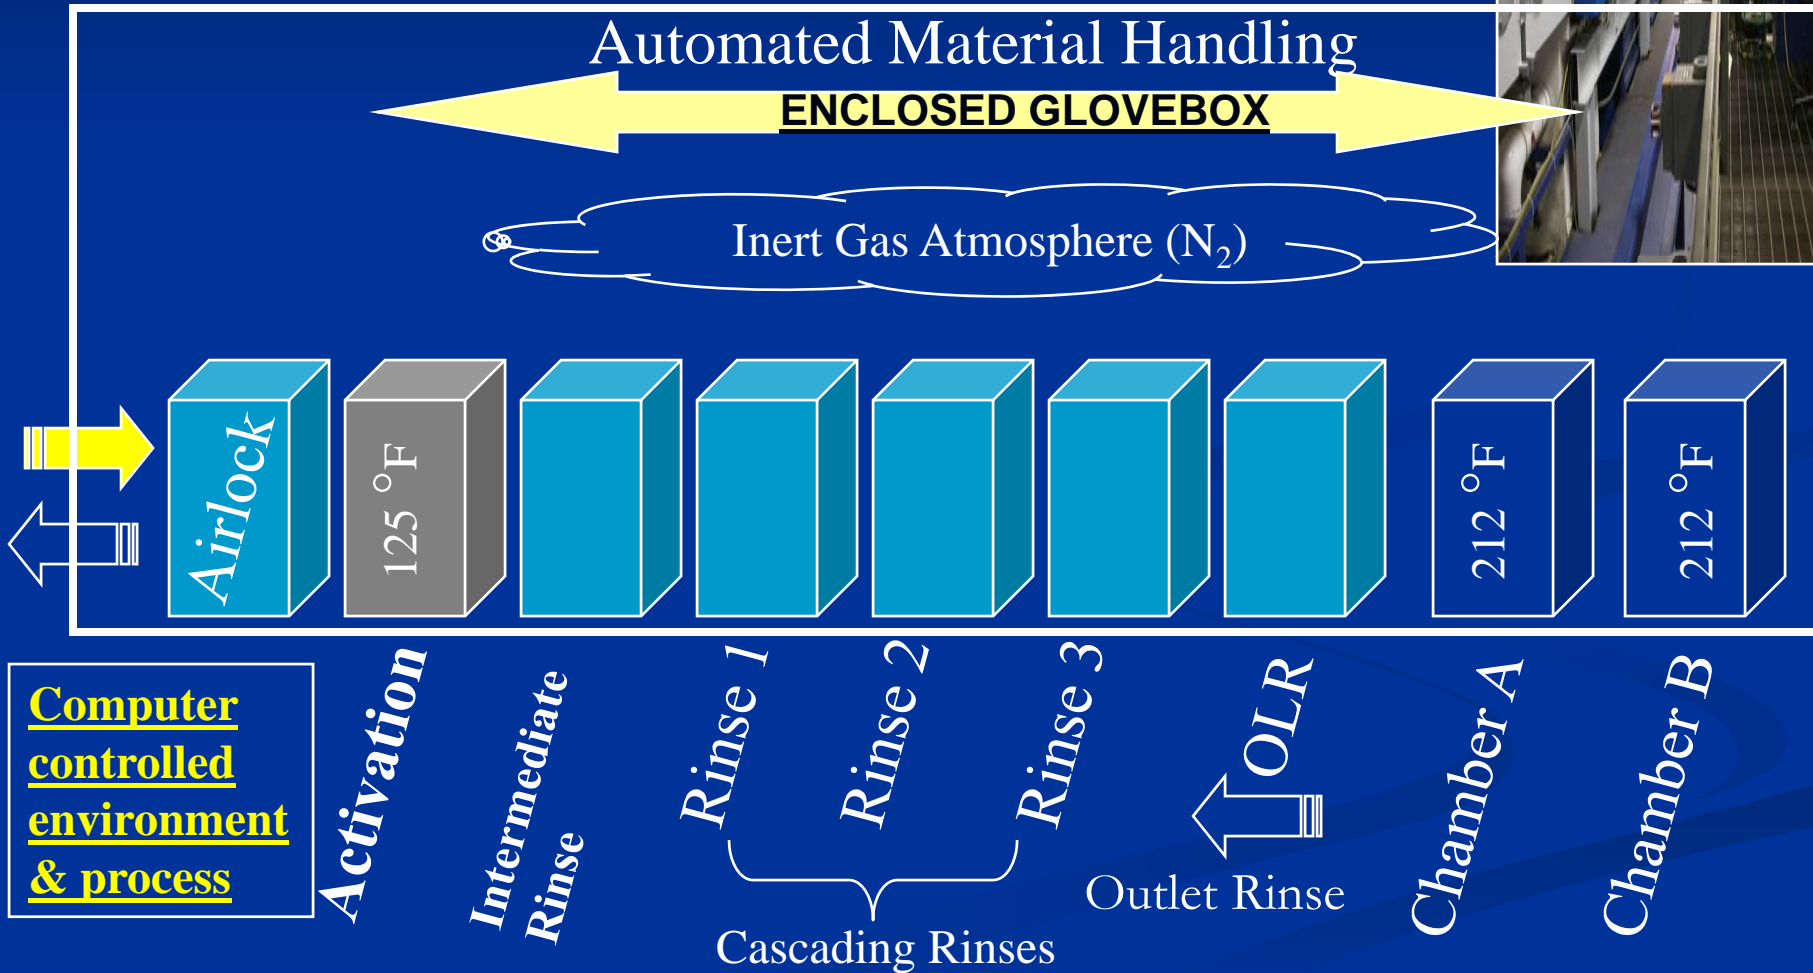 Automated Material Handling
ENCLOSED GLOVEBOX
Inert Gas Atmosphere (N₂)
Airlock
125 °F
212 °F
212 °F
Activation
Intermediate
Rinse
Rinse 1
Rinse 2
Rinse 3
OLR
Chamber A
Chamber B
Computer
controlled
environment
& process
Outlet Rinse
Cascading Rinses